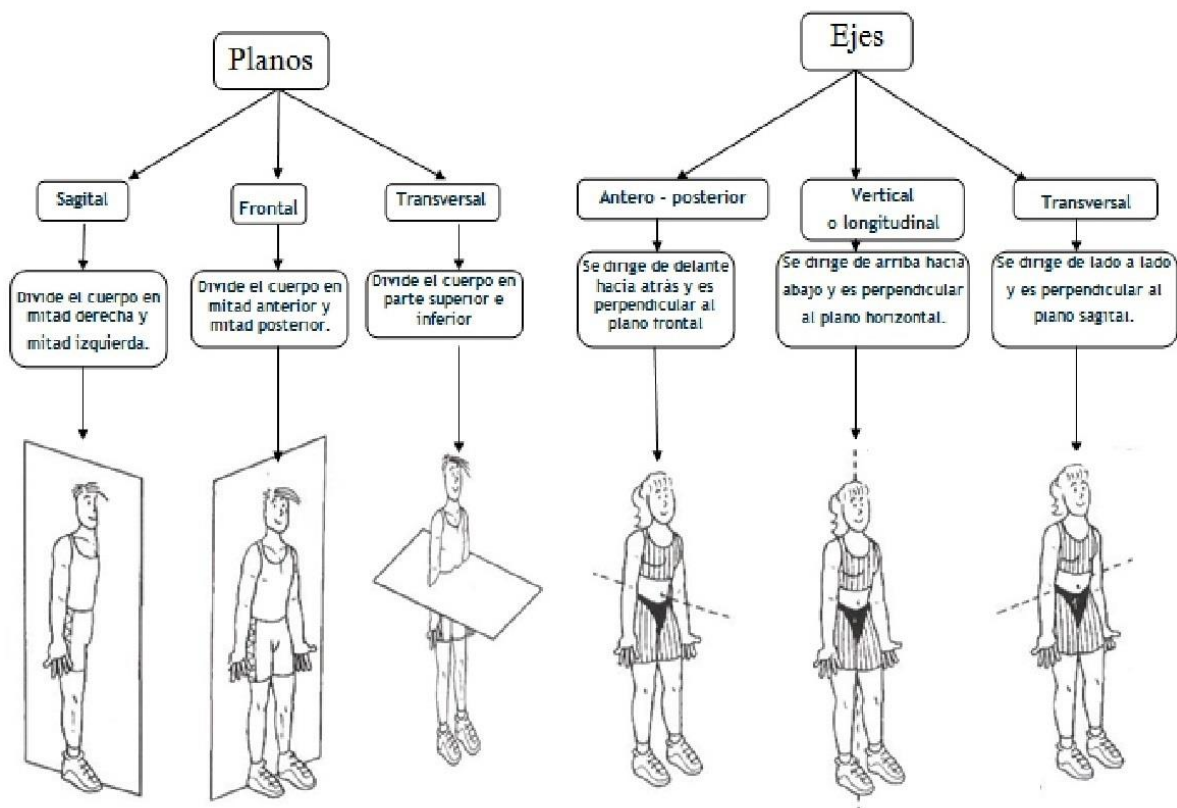 Planos
Sagital
Divide el cuerpo en
mitad derecha y
mitad izquierda.
Frontal
Divide el cuerpo en
mitad anterior y
mitad posterior.
Transversal
Divide el cuerpo en
parte superior e
inferior
Ejes
Antero - posterior
Se dirige de delante
hacia atrás y es
perpendicular al
plano frontal
Vertical
o longitudinal
Se dirige de arriba hacia
abajo y es perpendicular
al plano horizontal.
Transversal
Se dirige de lado a lado
y es perpendicular al
plano sagital.